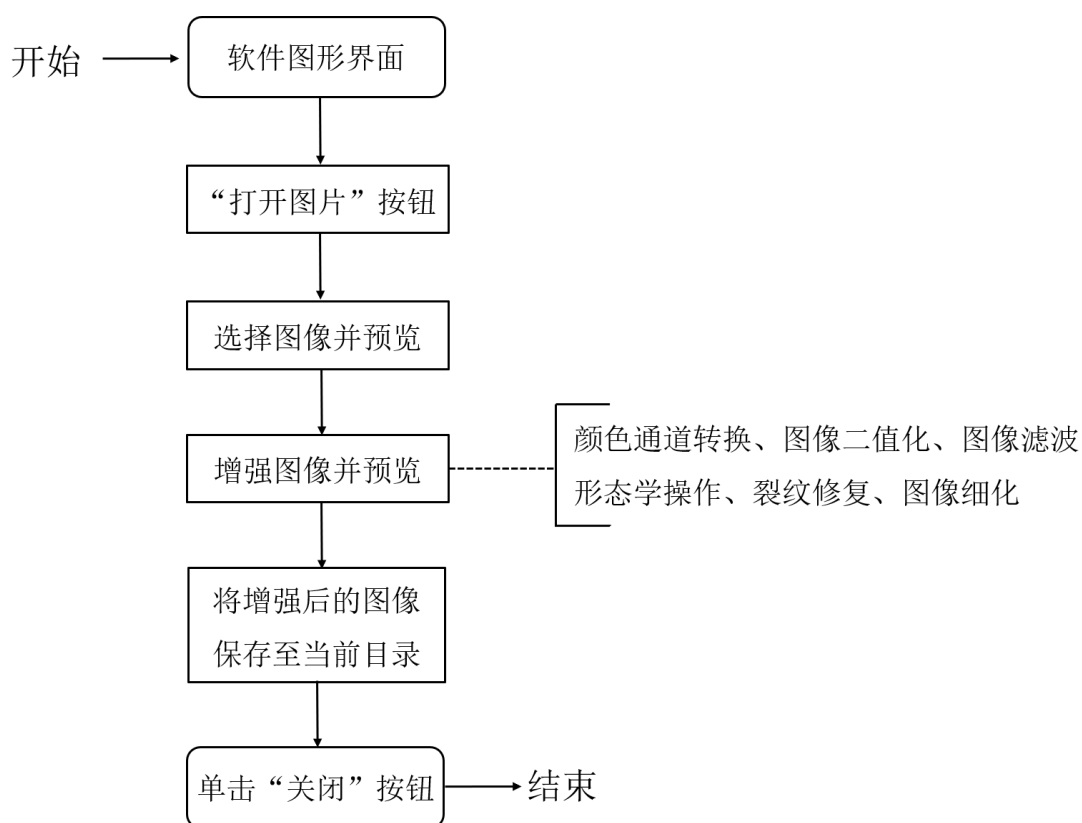 开始
软件图形界面
“打开图片”按钮
选择图像并预览
增强图像并预览
颜色通道转换、图像二值化、图像滤波
形态学操作、裂纹修复、图像细化
将增强后的图像
保存至当前目录
单击“关闭”按钮
结束